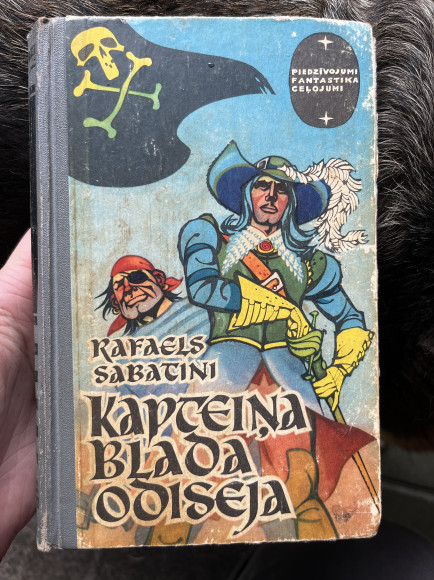 PIEDZĪVOJUMI
FANTASTIKA
CEĻOJUMI
RAFAELS
SABATINI
KAPTEIŅA
BLADA
ODISEJA